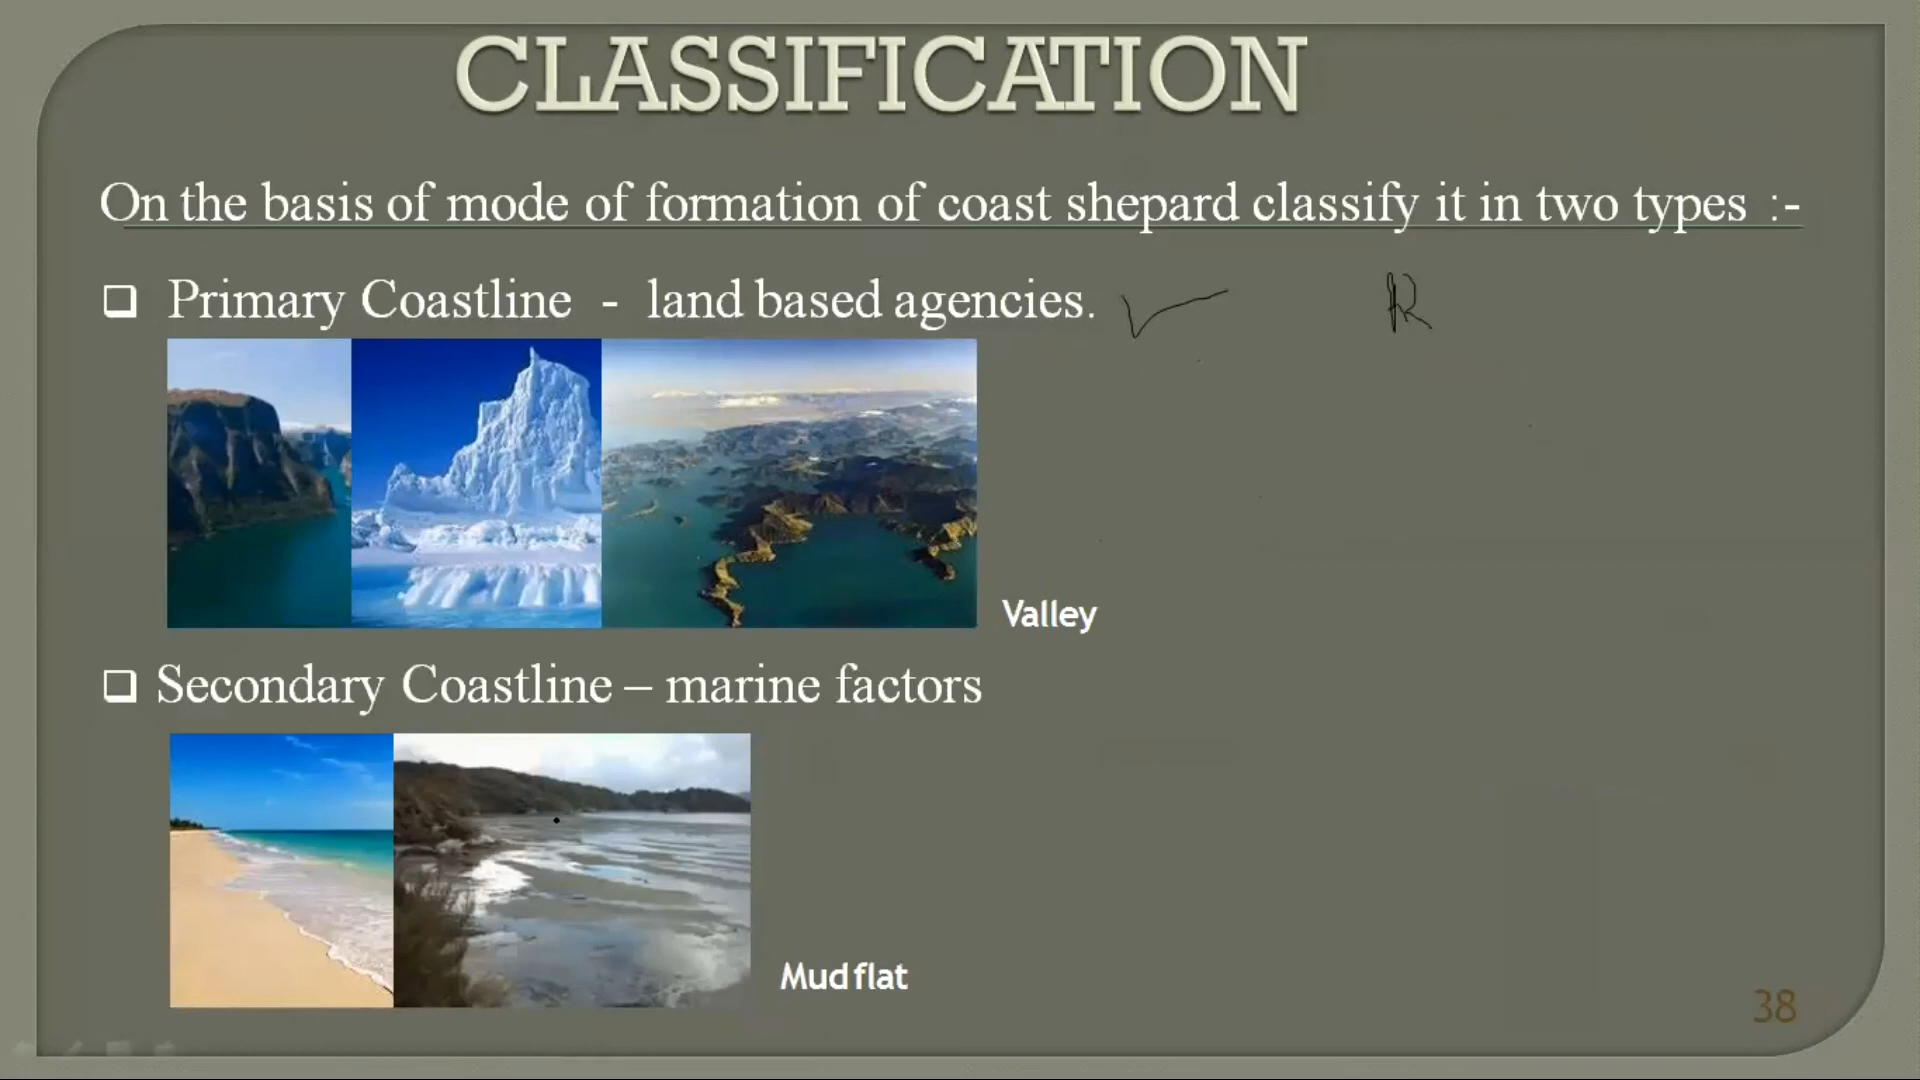 CLASSIFICATION
On the basis of mode of formation of coast shepard classify it in two types :-
❑ Primary Coastline - land based agencies.
R
Valley
❑ Secondary Coastline – marine factors
Mud flat
38